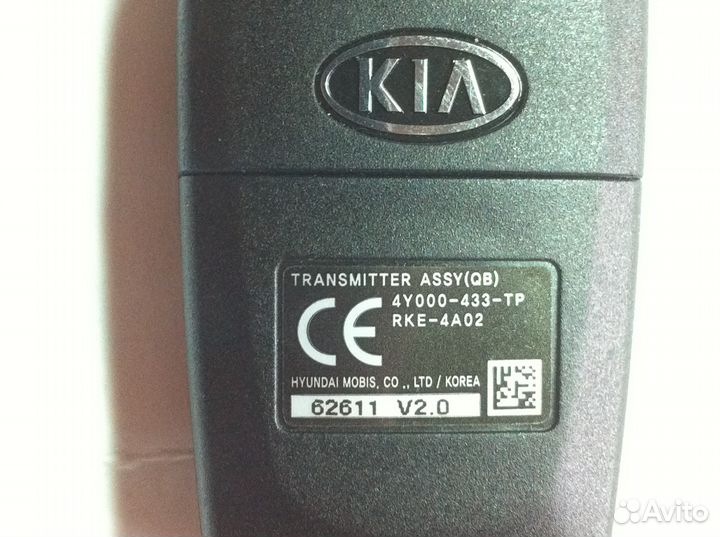 KIA
TRANSMITTER ASSY(QB)
4Y000-433-TP
RKE-4A02
CE
HYUNDAI MOBIS, CO ., LTD / KOREA
62611 V2.0
Avito